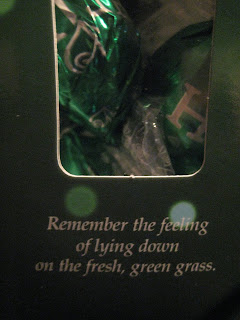 Remember the feeling
of lying down
on the fresh, green grass.